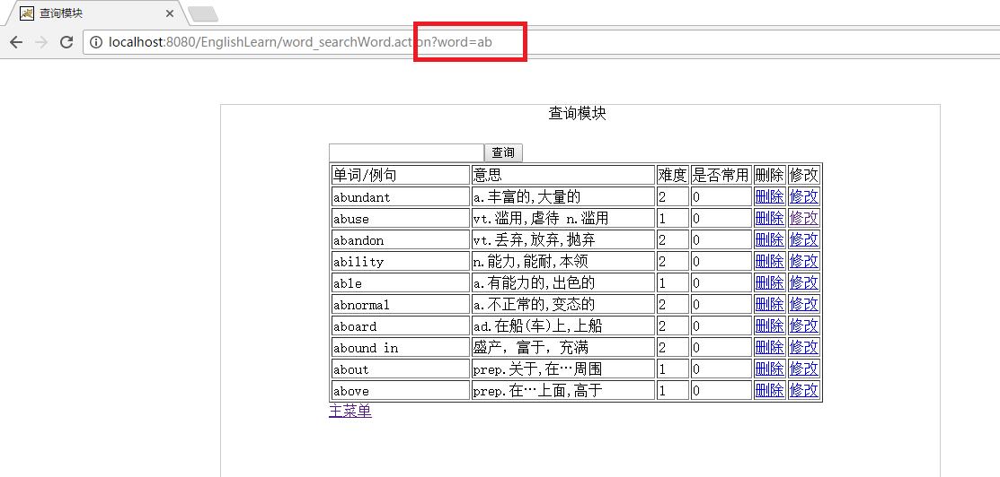 查询模块
localhost:8080/EnglishLearn/word_searchWord.action?word=ab
查询模块
查询
单词/例句 意思 难度 是否常用 删除 修改
abundant a.丰富的,大量的 2 0 删除 修改
abuse vt.滥用,虐待 n.滥用 1 0 删除 修改
abandon vt.丢弃,放弃,抛弃 2 0 删除 修改
ability n.能力,能耐,本领 2 0 删除 修改
able a.有能力的,出色的 1 0 删除 修改
abnormal a.不正常的,变态的 2 0 删除 修改
aboard ad.在船(车)上,上船 2 0 删除 修改
abound in 盛产，富于，充满 2 0 删除 修改
about prep.关于,在…周围 1 0 删除 修改
above prep.在…上面,高于 1 0 删除 修改
主菜单